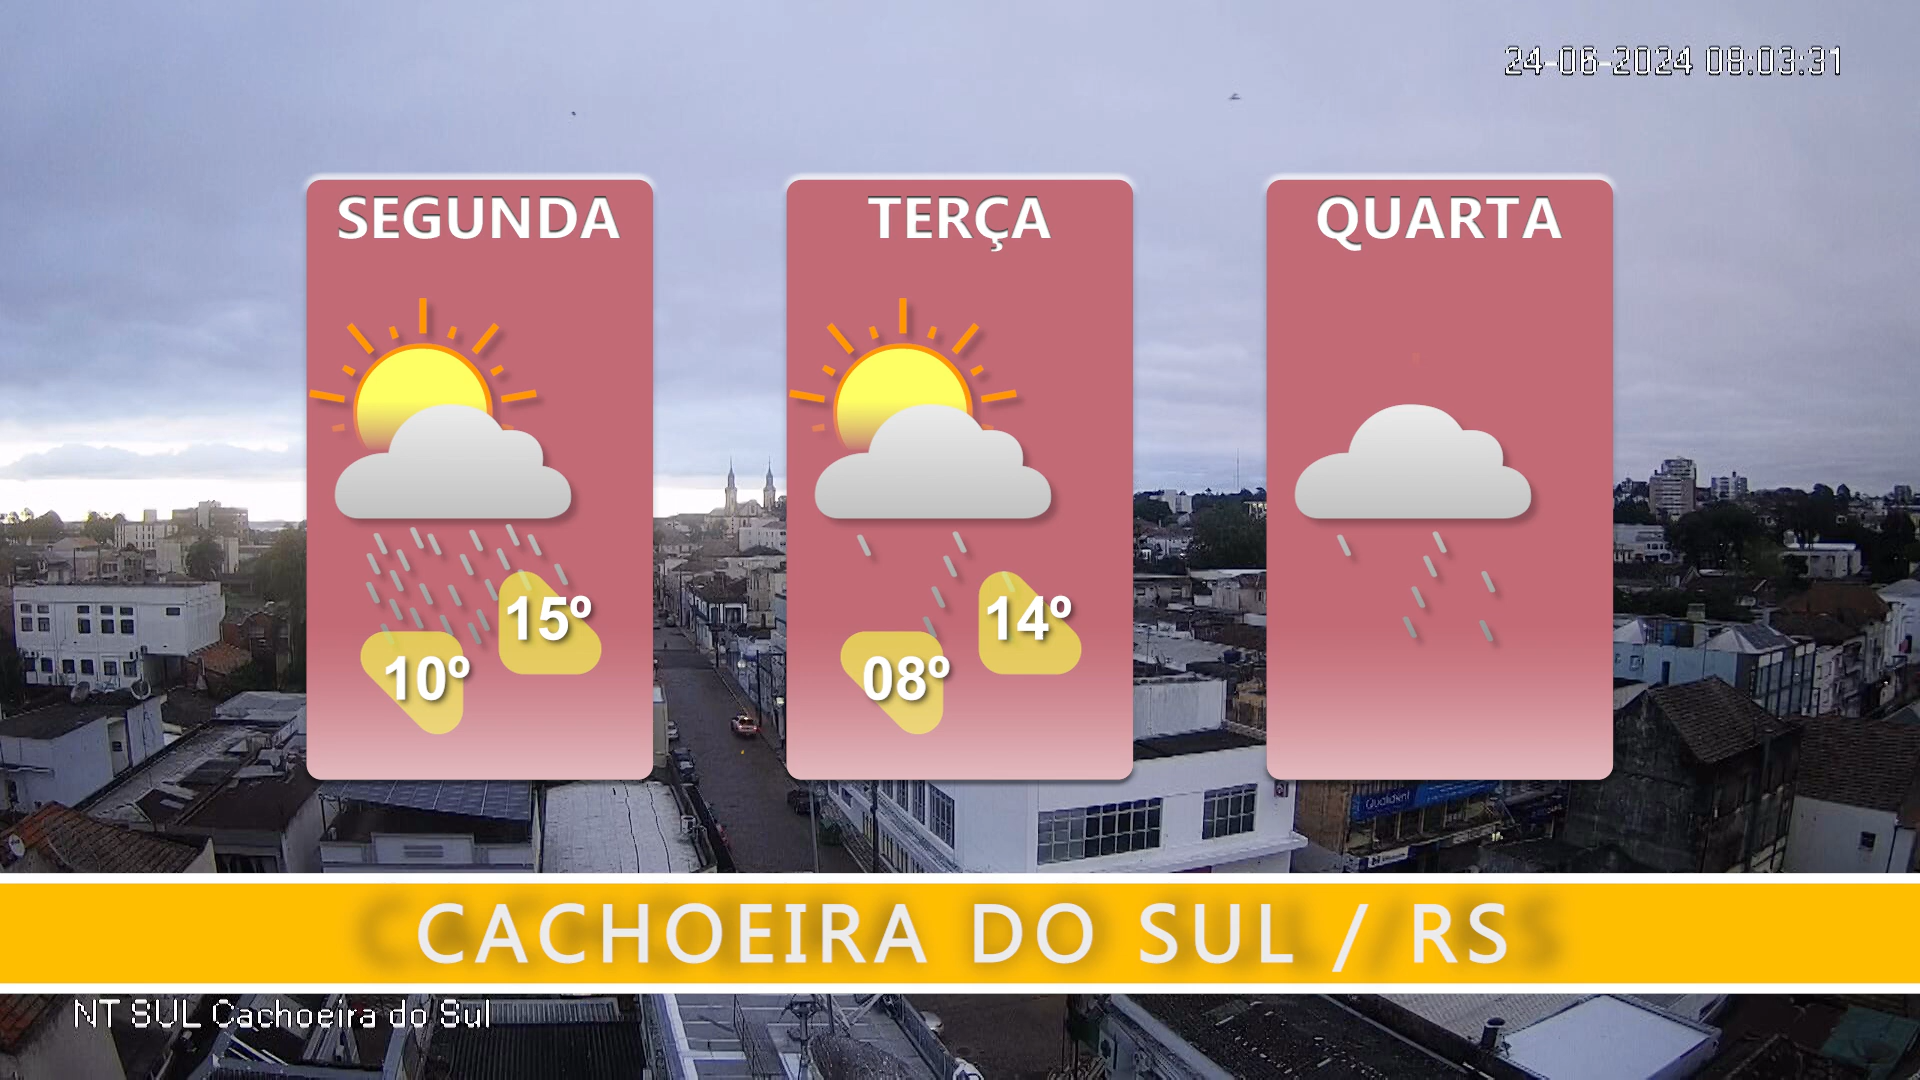 24-06-2024 08:03:31
SEGUNDA
TERÇA
QUARTA
15º
10º
14º
08º
Qualident
CACHOEIRA DO SUL / RS
NT SUL Cachoeira do Sul